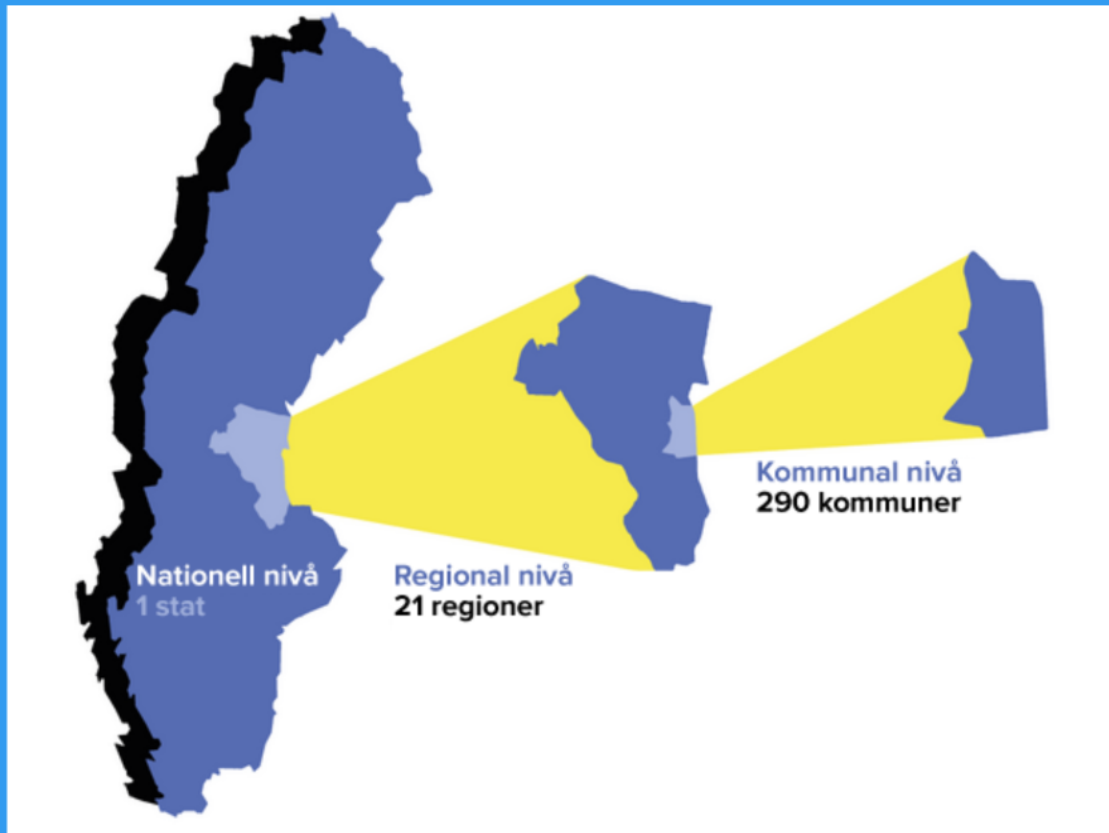 Nationell nivå
1 stat
Regional nivå
21 regioner
Kommunal nivå
290 kommuner